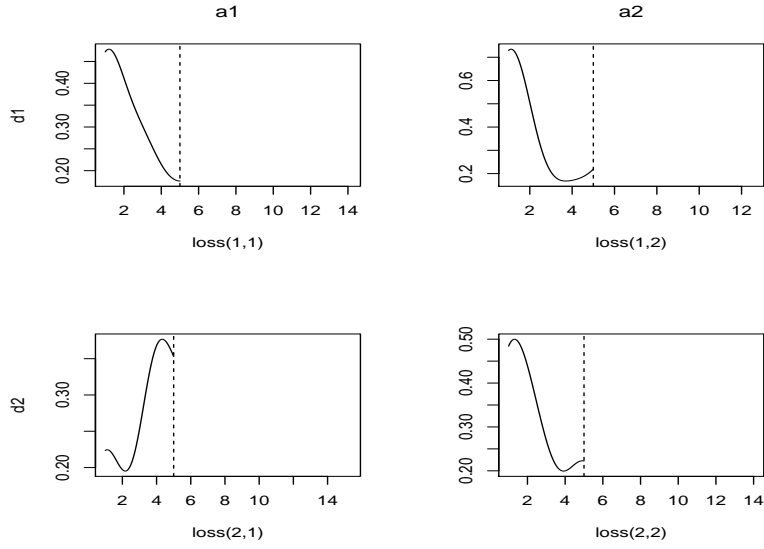 a1
a2
d1
0.20 0.30 0.40
2 4 6 8 10 12 14
loss(1,1)
0.2 0.4 0.6
2 4 6 8 10 12
loss(1,2)
d2
0.20 0.30
2 4 6 8 10 14
loss(2,1)
0.20 0.30 0.40 0.50
2 4 6 8 10 12 14
loss(2,2)